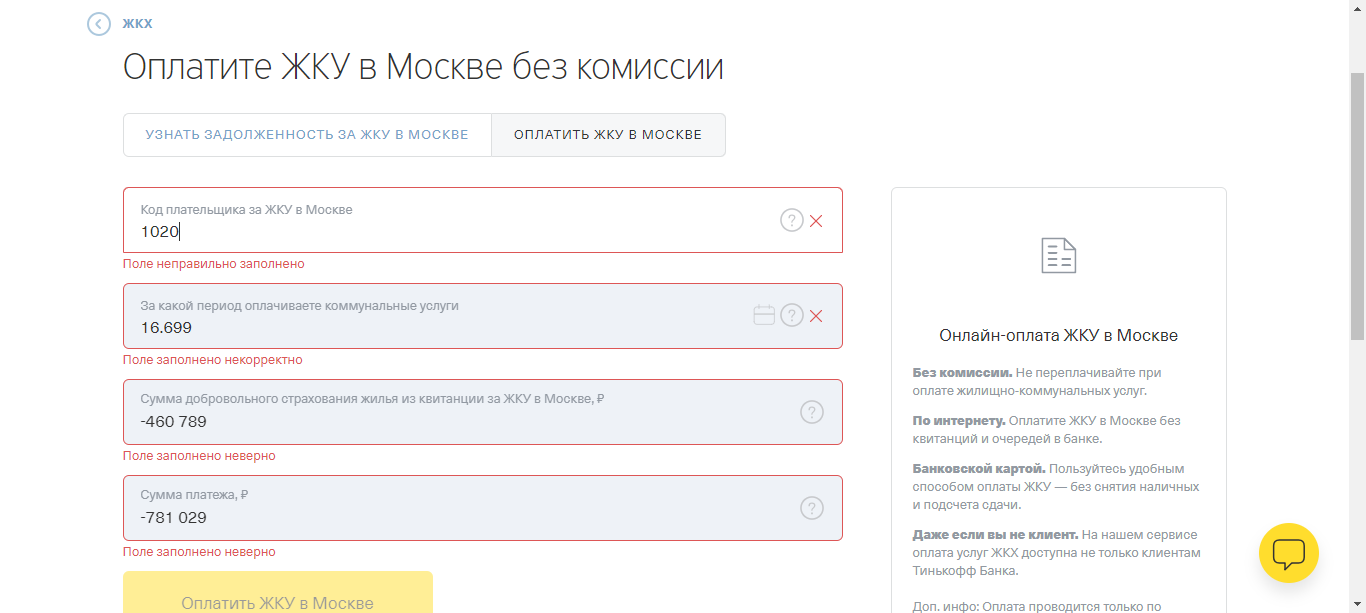 ЖКХ
Оплатите ЖКУ в Москве без комиссии
УЗНАТЬ ЗАДОЛЖЕННОСТЬ ЗА ЖКУ В МОСКВЕ
ОПЛАТИТЬ ЖКУ В МОСКВЕ
Код плательщика за ЖКУ в Москве
1020
Поле неправильно заполнено
За какой период оплачиваете коммунальные услуги
16.699
Поле заполнено некорректно
Сумма добровольного страхования жилья из квитанции за ЖКУ в Москве, ₽
-460 789
Поле заполнено неверно
Сумма платежа, ₽
-781 029
Поле заполнено неверно
Оплатить ЖКУ в Москве
Онлайн-оплата ЖКУ в Москве
Без комиссии. Не переплачивайте при
оплате жилищно-коммунальных услуг.
По интернету. Оплатите ЖКУ в Москве без
квитанций и очередей в банке.
Банковской картой. Пользуйтесь удобным
способом оплаты ЖКУ — без снятия наличных
и подсчета сдачи.
Даже если вы не клиент. На нашем сервисе
оплата услуг ЖКХ доступна не только клиентам
Тинькофф Банка.
Доп. инфо: Оплата проводится только по